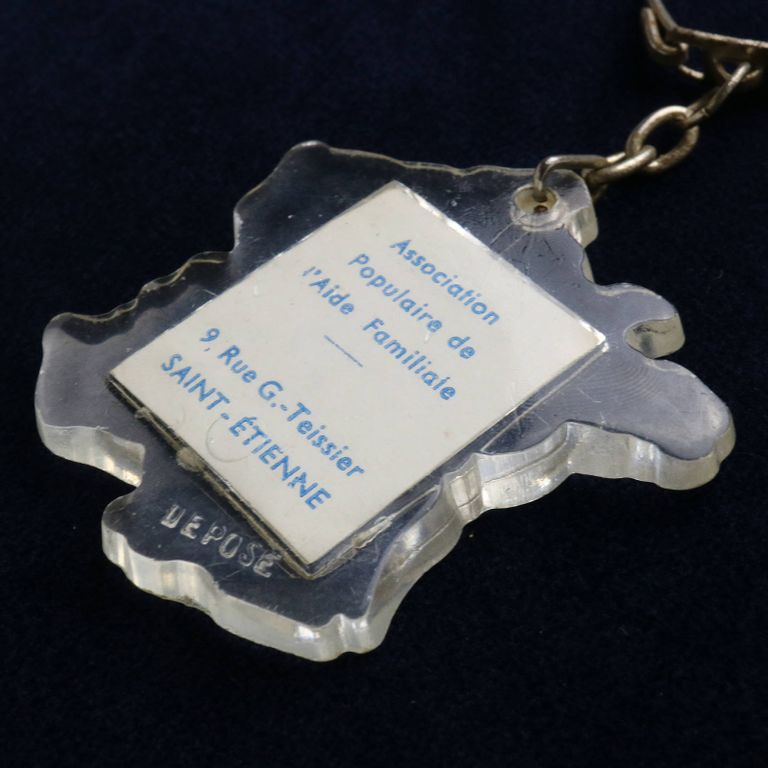 Association
Populaire de
l'Aide Familiale
9, Rue G.-Teissier
SAINT-ÉTIENNE
DEPOSÉ